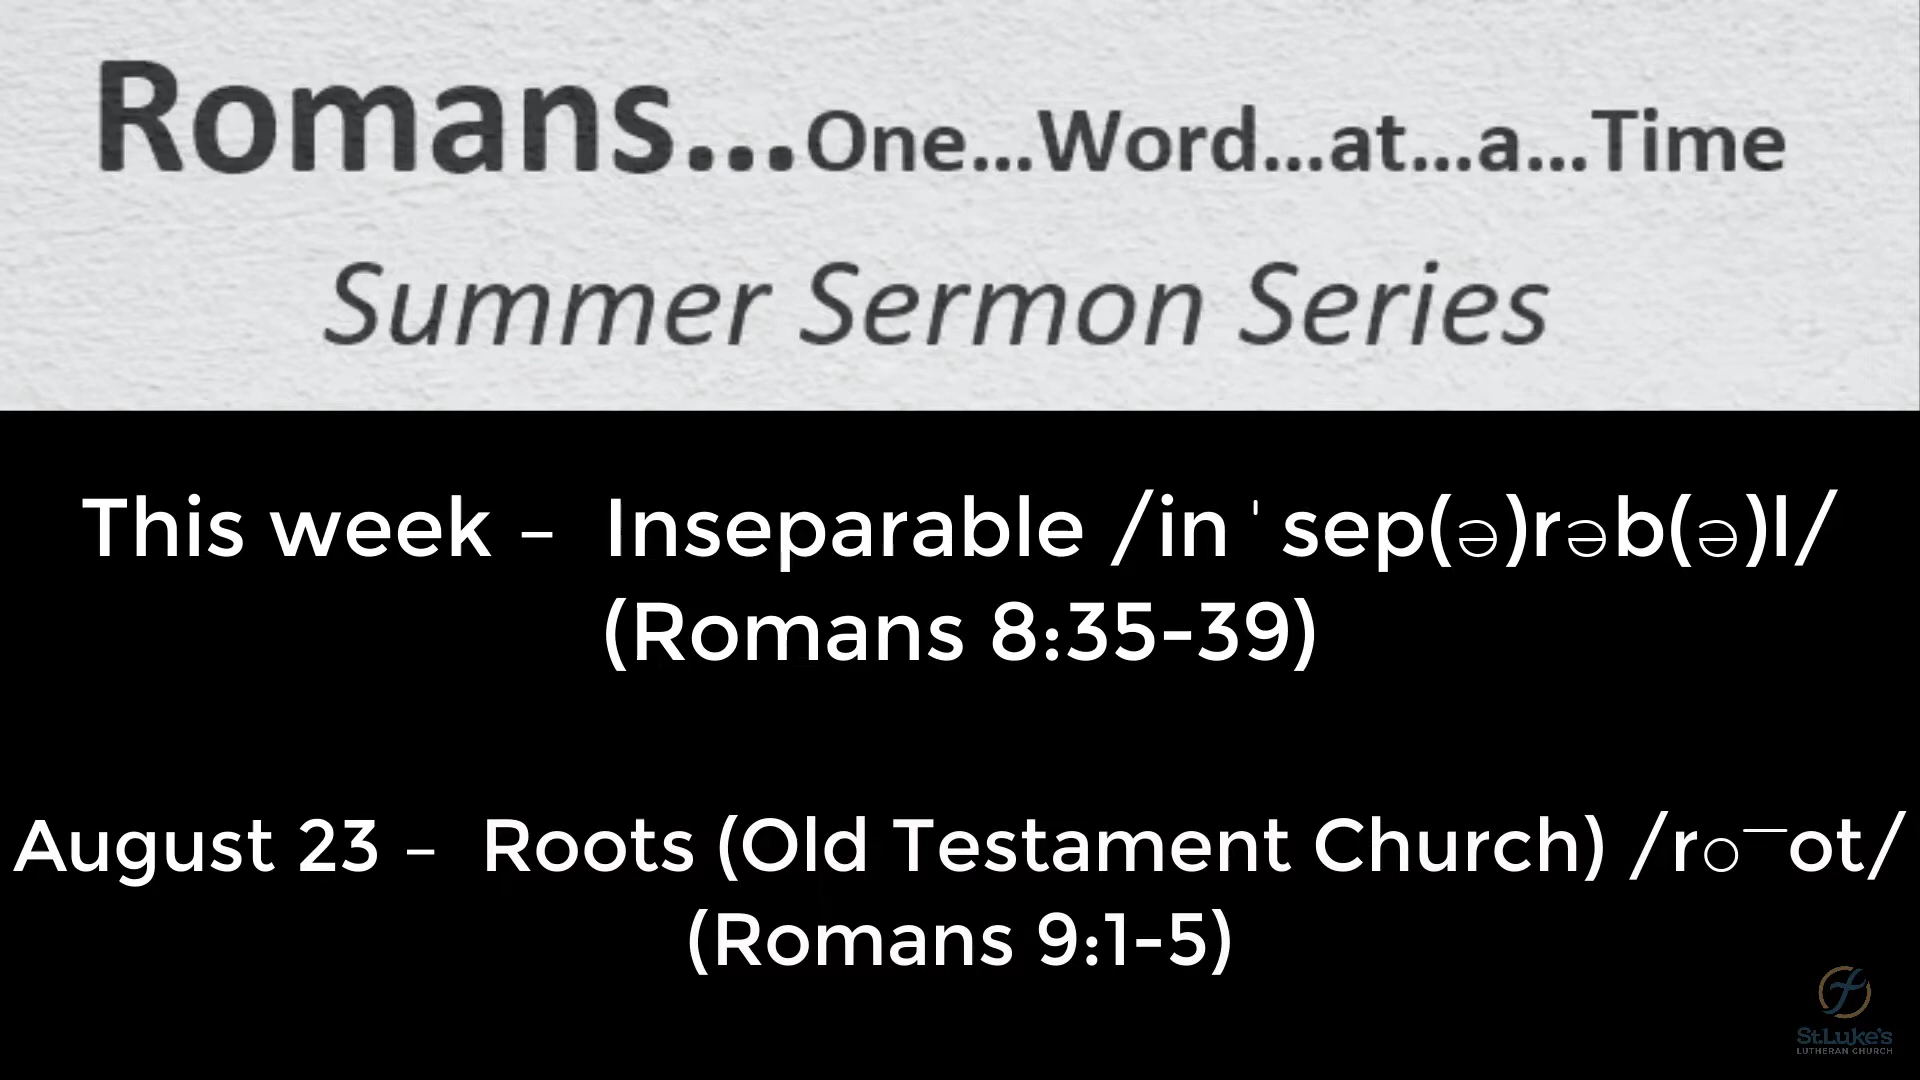 Romans...One...Word...at...a...Time
Summer Sermon Series
This week – Inseparable /inˈsep(ə)rəb(ə)l/
(Romans 8:35-39)
August 23 – Roots (Old Testament Church) /ro͞ot/
(Romans 9:1-5)
St.Luke's
LUTHERAN CHURCH